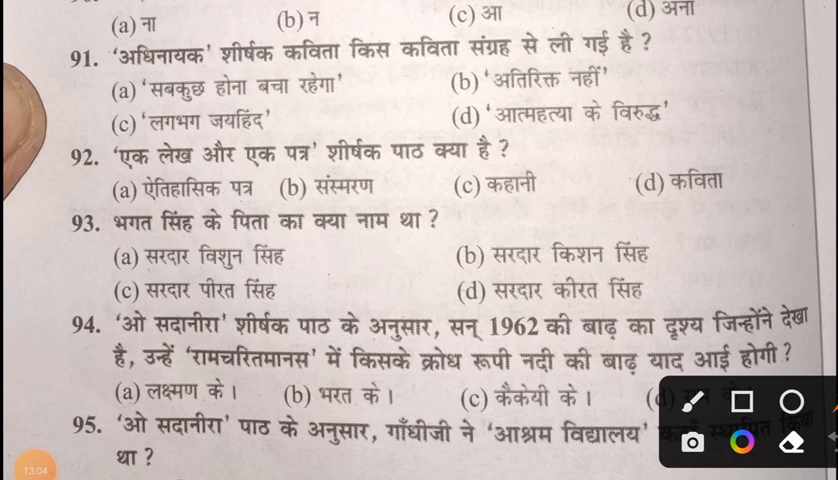 (a) ना (b) न (c) आ (d) अना
91. ‘अधिनायक’ शीर्षक कविता किस कविता संग्रह से ली गई है ?
(a) ‘सबकुछ होना बचा रहेगा’ (b) ‘अतिरिक्त नहीं’
(c) ‘लगभग जयहिंद’ (d) ‘आत्महत्या के विरुद्ध’
92. ‘एक लेख और एक पत्र’ शीर्षक पाठ क्या है ?
(a) ऐतिहासिक पत्र (b) संस्मरण (c) कहानी (d) कविता
93. भगत सिंह के पिता का क्या नाम था ?
(a) सरदार विशुन सिंह (b) सरदार किशन सिंह
(c) सरदार पीरत सिंह (d) सरदार कीरत सिंह
94. ‘ओ सदानीरा’ शीर्षक पाठ के अनुसार, सन् 1962 की बाढ़ का दृश्य जिन्होंने देखा
है, उन्हें ‘रामचरितमानस’ में किसके क्रोध रूपी नदी की बाढ़ याद आई होगी ?
(a) लक्ष्मण के । (b) भरत के । (c) कैकेयी के । (d)
95. ‘ओ सदानीरा’ पाठ के अनुसार, गाँधीजी ने ‘आश्रम विद्यालय’
था ?
13:04